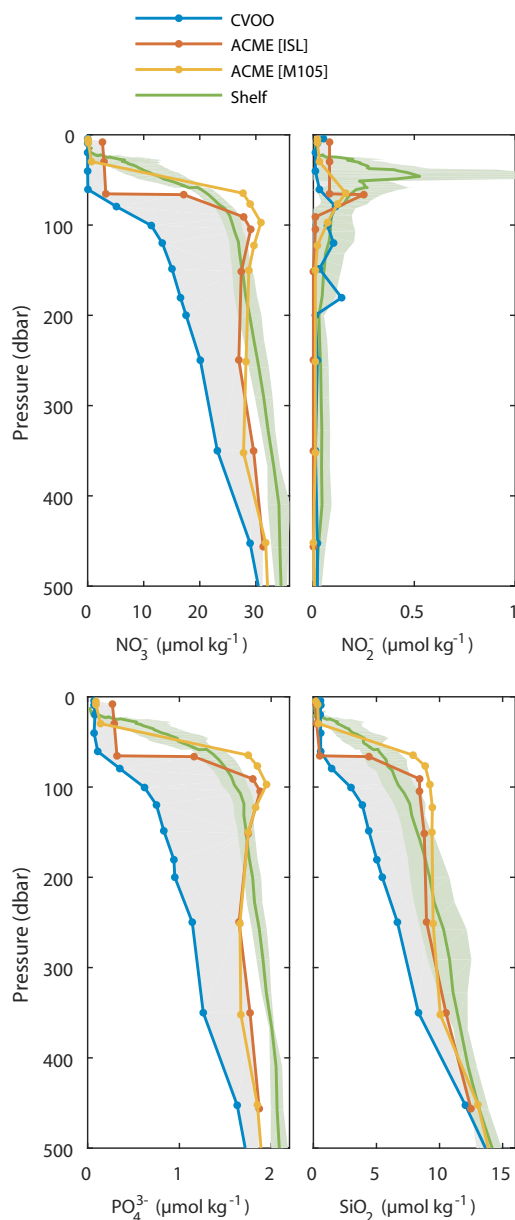 CVOO
ACME [ISL]
ACME [M105]
Shelf
0
100
200
300
400
500
Pressure (dbar)
0 10 20 30
NO₃⁻ (µmol kg⁻¹)
0 0.5 1
NO₂⁻ (µmol kg⁻¹)
0
100
200
300
400
500
Pressure (dbar)
0 1 2
PO₄³⁻ (µmol kg⁻¹)
0 5 10 15
SiO₂ (µmol kg⁻¹)